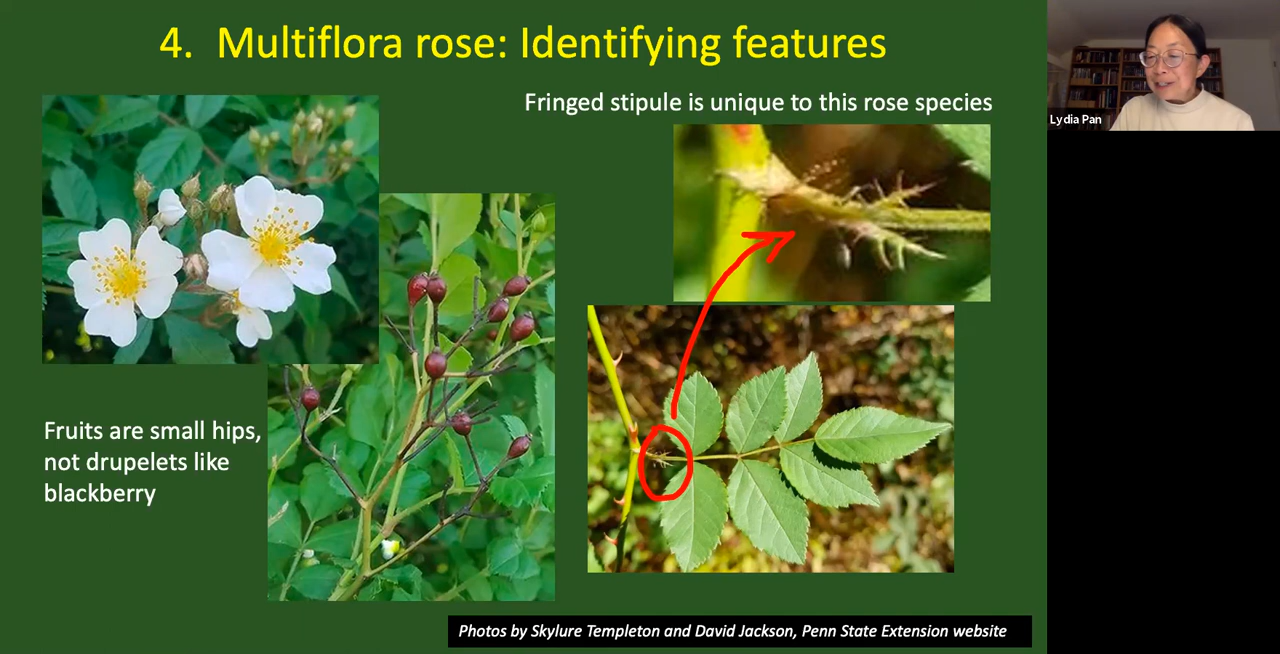 4. Multiflora rose: Identifying features
Fringed stipule is unique to this rose species
Lydia Pan
Fruits are small hips,
not drupelets like
blackberry
Photos by Skylure Templeton and David Jackson, Penn State Extension website